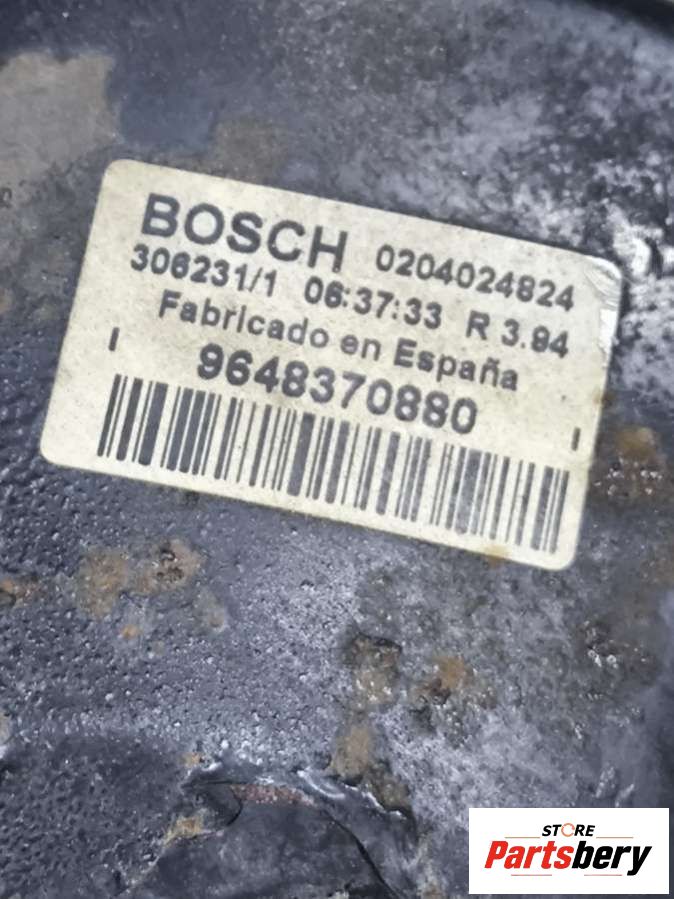 BOSCH 0204024824
306231/1 06:37:33 R 3.94
Fabricado en España
9648370880
STORE
Partsbery